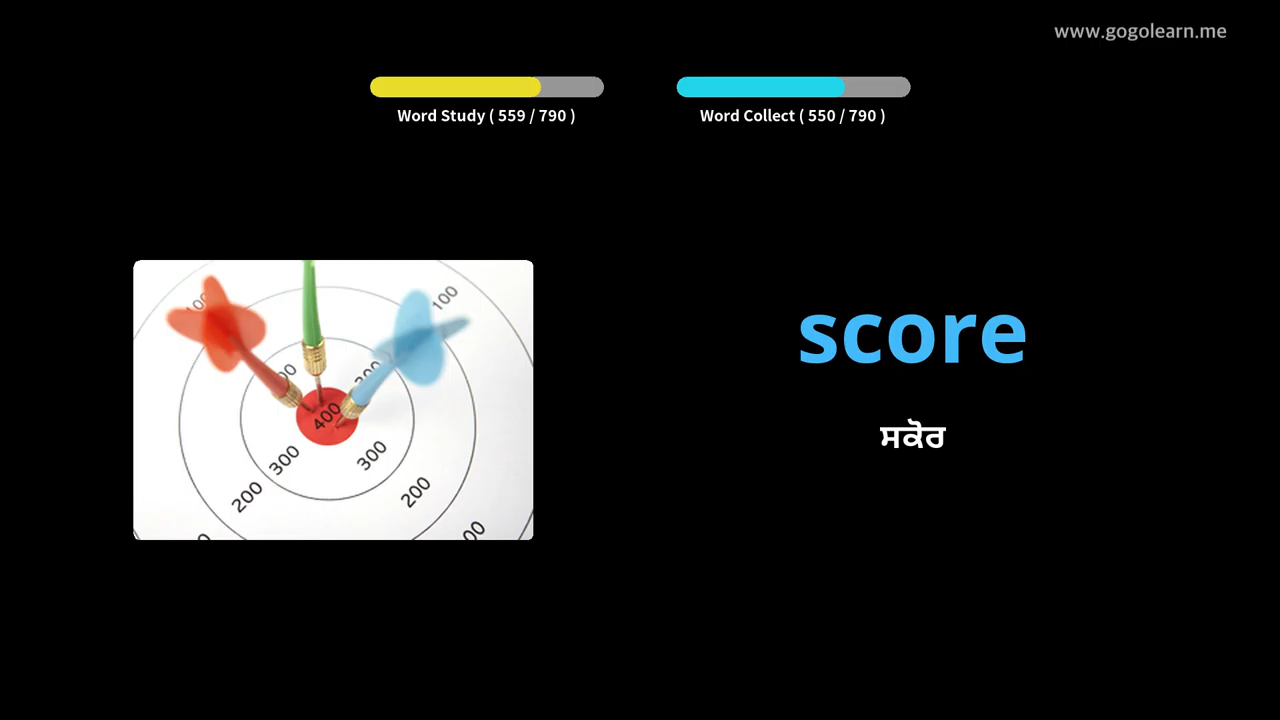 www.gogolearn.me
Word Study ( 559 / 790 )
Word Collect ( 550 / 790 )
100
100
400
300
300
200
200
score
ਸਕੋਰ